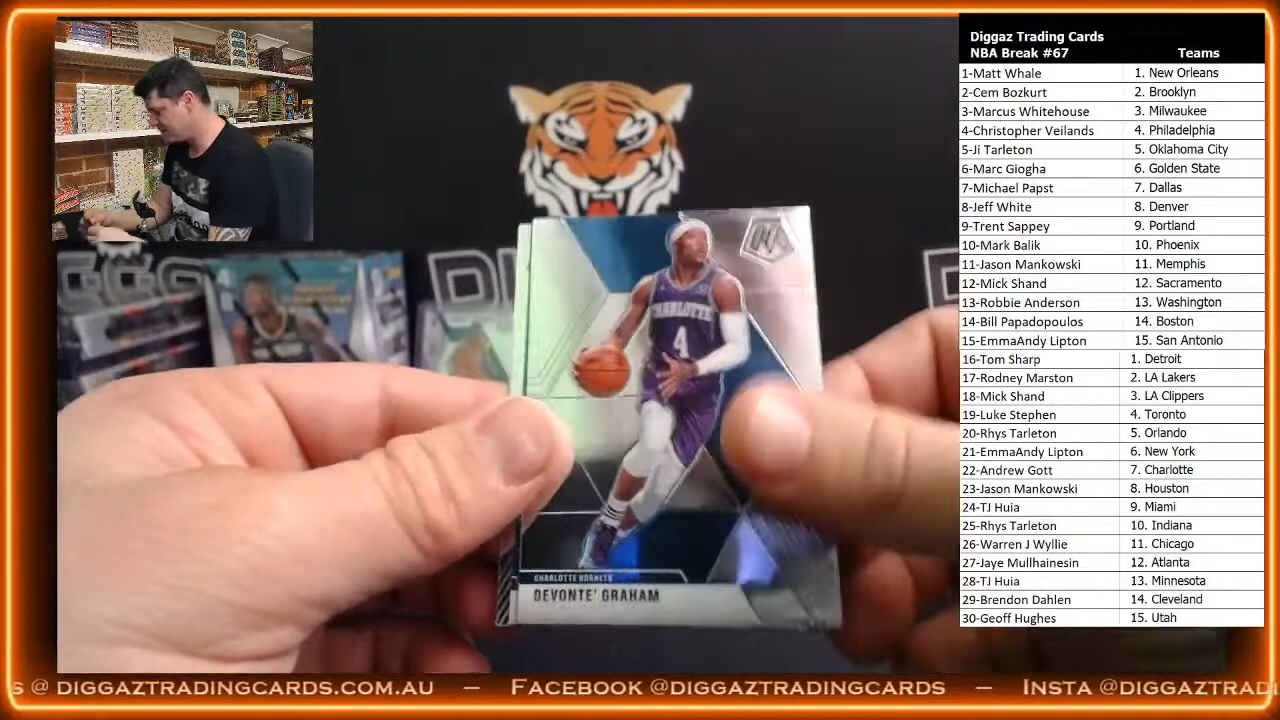 Diggaz Trading Cards
NBA Break #67 Teams
1-Matt Whale 1. New Orleans
2-Cem Bozkurt 2. Brooklyn
3-Marcus Whitehouse 3. Milwaukee
4-Christopher Veilands 4. Philadelphia
5-Ji Tarleton 5. Oklahoma City
6-Marc Giogha 6. Golden State
7-Michael Papst 7. Dallas
8-Jeff White 8. Denver
9-Trent Sappey 9. Portland
10-Mark Balik 10. Phoenix
11-Jason Mankowski 11. Memphis
12-Mick Shand 12. Sacramento
13-Robbie Anderson 13. Washington
14-Bill Papadopoulos 14. Boston
15-EmmaAndy Lipton 15. San Antonio
16-Tom Sharp 1. Detroit
17-Rodney Marston 2. LA Lakers
18-Mick Shand 3. LA Clippers
19-Luke Stephen 4. Toronto
20-Rhys Tarleton 5. Orlando
21-EmmaAndy Lipton 6. New York
22-Andrew Gott 7. Charlotte
23-Jason Mankowski 8. Houston
24-TJ Huia 9. Miami
25-Rhys Tarleton 10. Indiana
26-Warren J Wyllie 11. Chicago
27-Jaye Mullhainesin 12. Atlanta
28-TJ Huia 13. Minnesota
29-Brendon Dahlen 14. Cleveland
30-Geoff Hughes 15. Utah
CHARLOTTE
4
CHARLOTTE HORNETS
DEVONTE' GRAHAM
S @ DIGGAZTRADINGCARDS.COM.AU — FACEBOOK @DIGGAZTRADINGCARDS — INSTA @DIGGAZTRADI